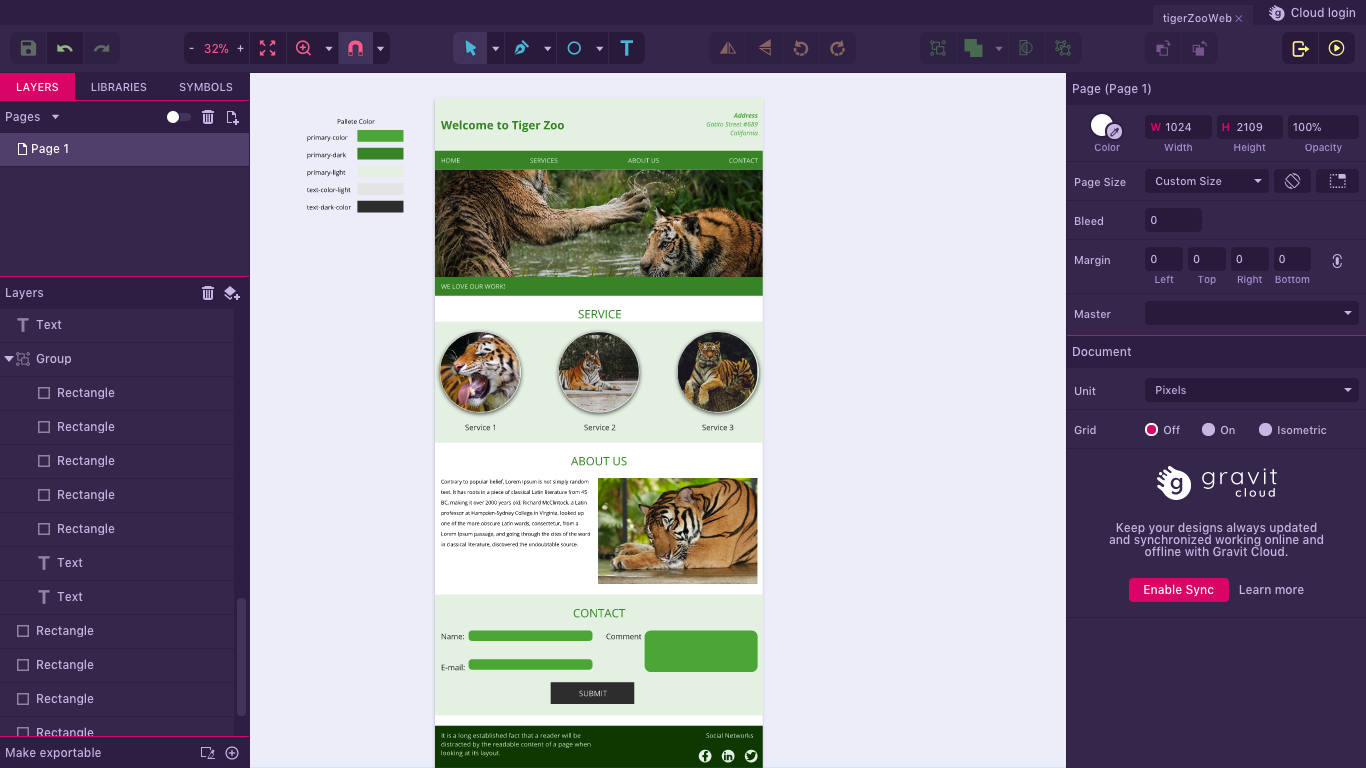 tigerZooWeb
Cloud login
- 32% +
LAYERS
LIBRARIES
SYMBOLS
Pages
Page 1
Layers
Text
Group
Rectangle
Rectangle
Rectangle
Rectangle
Rectangle
Text
Text
Rectangle
Rectangle
Rectangle
Rectangle
Make exportable
Pallete Color
primary-color
primary-dark
primary-light
text-color-light
text-dark-color
Welcome to Tiger Zoo
Address
Gatito Street #689
California
HOME
SERVICES
ABOUT US
CONTACT
WE LOVE OUR WORK!
SERVICE
Service 1
Service 2
Service 3
ABOUT US
Contrary to popular belief, Lorem Ipsum is not simply random
text. It has roots in a piece of classical Latin literature from 45
BC, making it over 2000 years old. Richard McClintock, a Latin
professor at Hampden-Sydney College in Virginia, looked up
one of the more obscure Latin words, consectetur, from a
Lorem Ipsum passage, and going through the cites of the word
in classical literature, discovered the undoubtable source.
CONTACT
Name:
Comment
E-mail:
SUBMIT
It is a long established fact that a reader will be
distracted by the readable content of a page when
looking at its layout.
Social Networks
Page (Page 1)
W 1024
H 2109
100%
Color
Width
Height
Opacity
Page Size
Custom Size
Bleed
0
Margin
0
0
0
0
Left
Top
Right
Bottom
Master
Document
Unit
Pixels
Grid
Off
On
Isometric
gravit
cloud
Keep your designs always updated
and synchronized working online and
offline with Gravit Cloud.
Enable Sync
Learn more